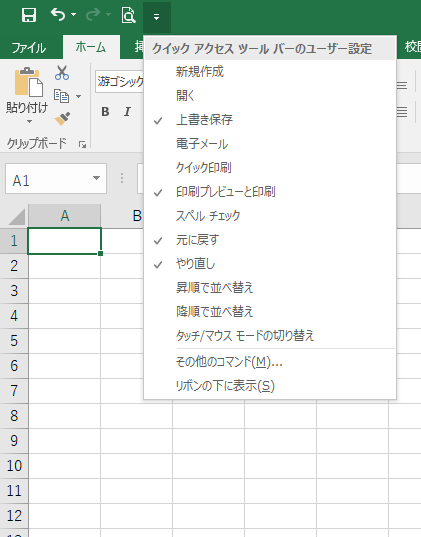 ファイル
ホーム
クイック アクセス ツール バーのユーザー設定
新規作成
開く
上書き保存
電子メール
クイック印刷
印刷プレビューと印刷
スペル チェック
元に戻す
やり直し
昇順で並べ替え
降順で並べ替え
タッチ/マウス モードの切り替え
その他のコマンド(M)...
リボンの下に表示(S)
貼り付け
游ゴシック
B I
クリップボード
A1
A B
1
2
3
4
5
6
7
8
9
10
11
12
13